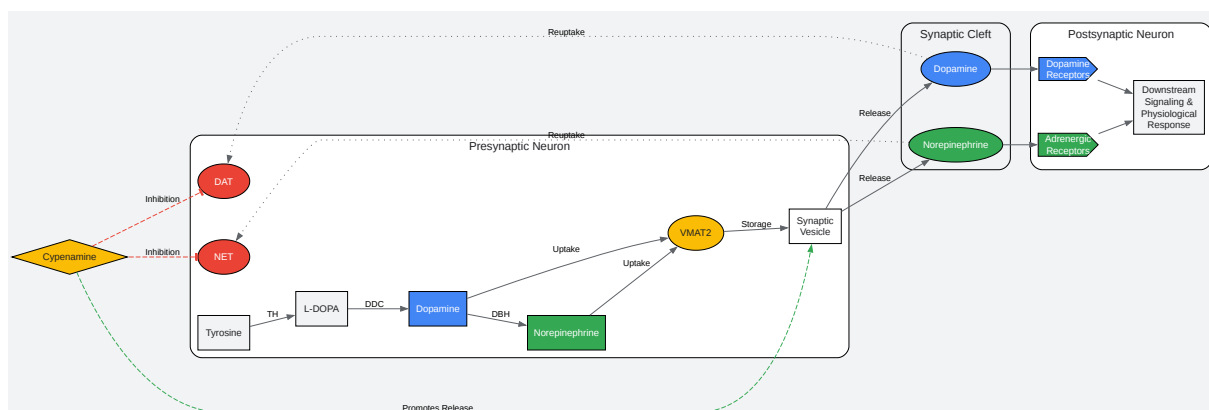 Synaptic Cleft
Postsynaptic Neuron
Reuptake
Dopamine
Dopamine
Receptors
Downstream
Signaling &
Physiological
Response
Release
Reuptake
Presynaptic Neuron
Norepinephrine
Adrenergic
Receptors
DAT
Release
Inhibition
Synaptic
Vesicle
Storage
VMAT2
Uptake
Uptake
Inhibition
Cypenamine
NET
L-DOPA
DDC
Dopamine
TH
DBH
Tyrosine
Norepinephrine
Promotes Release